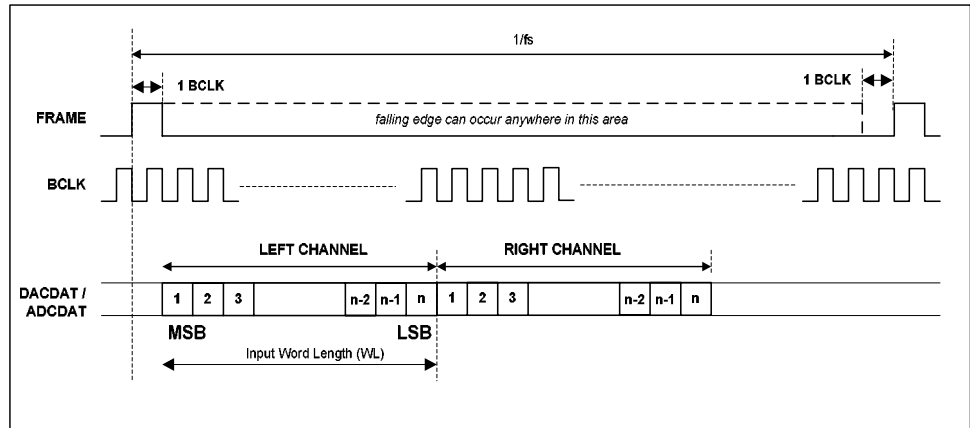 1/fs
1 BCLK
1 BCLK
FRAME
falling edge can occur anywhere in this area
BCLK
LEFT CHANNEL
RIGHT CHANNEL
DACDAT /
ADCDAT
1 2 3 n-2 n-1 n 1 2 3 n-2 n-1 n
MSB LSB
Input Word Length (WL)